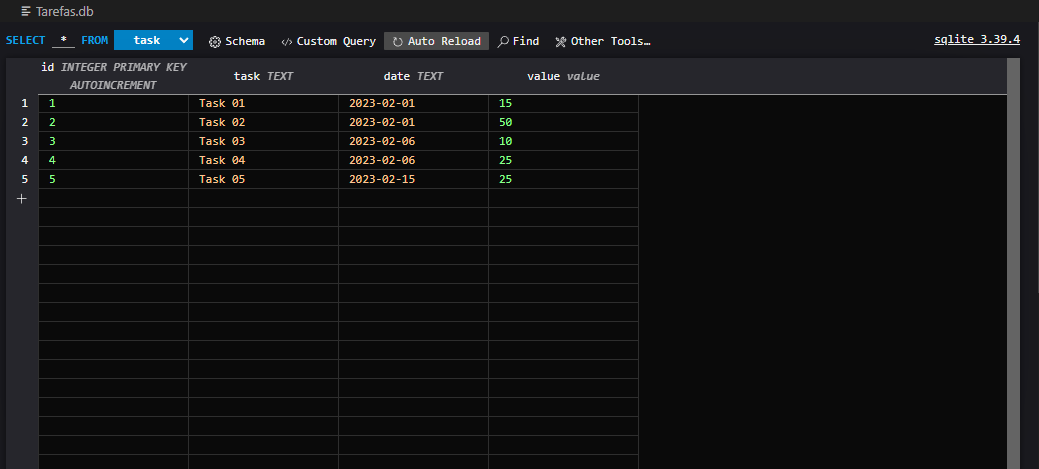 Tarefas.db
SELECT * FROM task Schema Custom Query Auto Reload Find Other Tools… sqlite 3.39.4
id INTEGER PRIMARY KEY AUTOINCREMENT task TEXT date TEXT value value
1 1 Task 01 2023-02-01 15
2 2 Task 02 2023-02-01 50
3 3 Task 03 2023-02-06 10
4 4 Task 04 2023-02-06 25
5 5 Task 05 2023-02-15 25
+